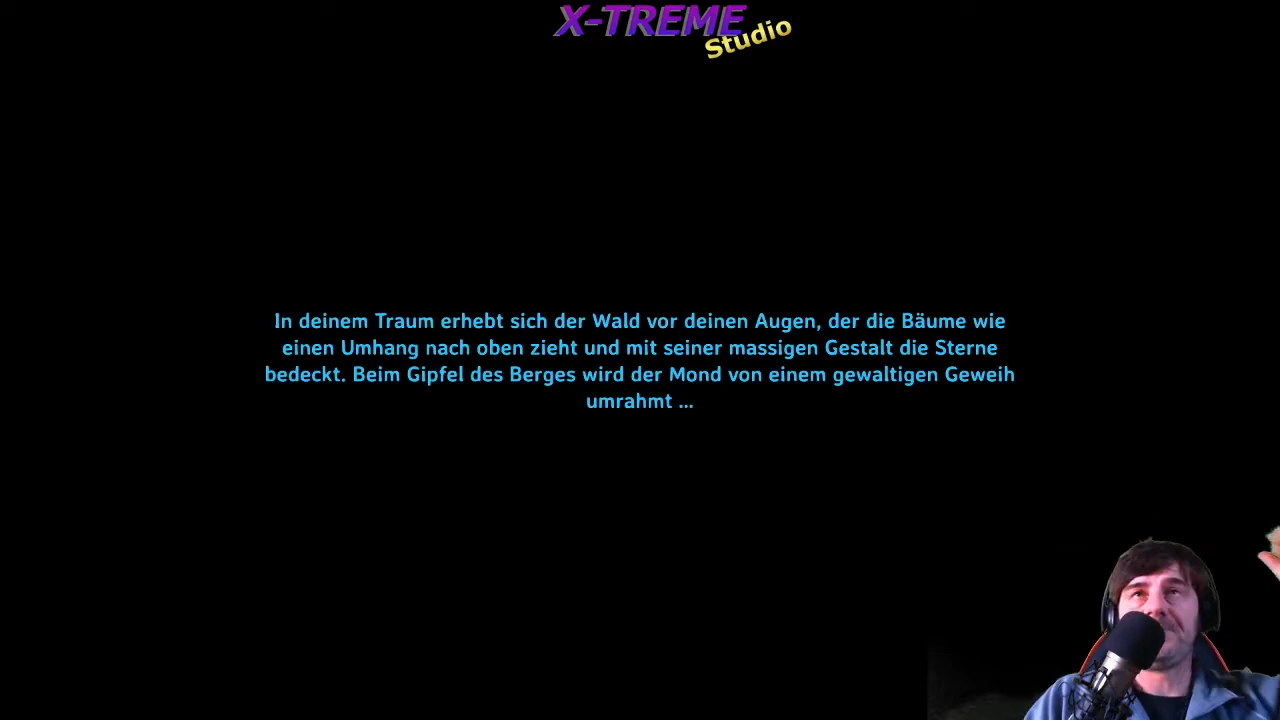 X-TREME
Studio
In deinem Traum erhebt sich der Wald vor deinen Augen, der die Bäume wie
einen Umhang nach oben zieht und mit seiner massigen Gestalt die Sterne
bedeckt. Beim Gipfel des Berges wird der Mond von einem gewaltigen Geweih
umrahmt ...